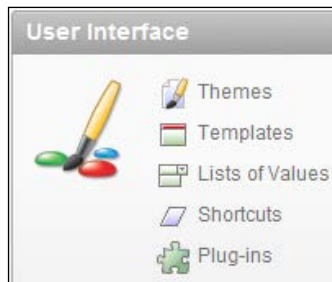 User Interface
Themes
Templates
Lists of Values
Shortcuts
Plug-ins